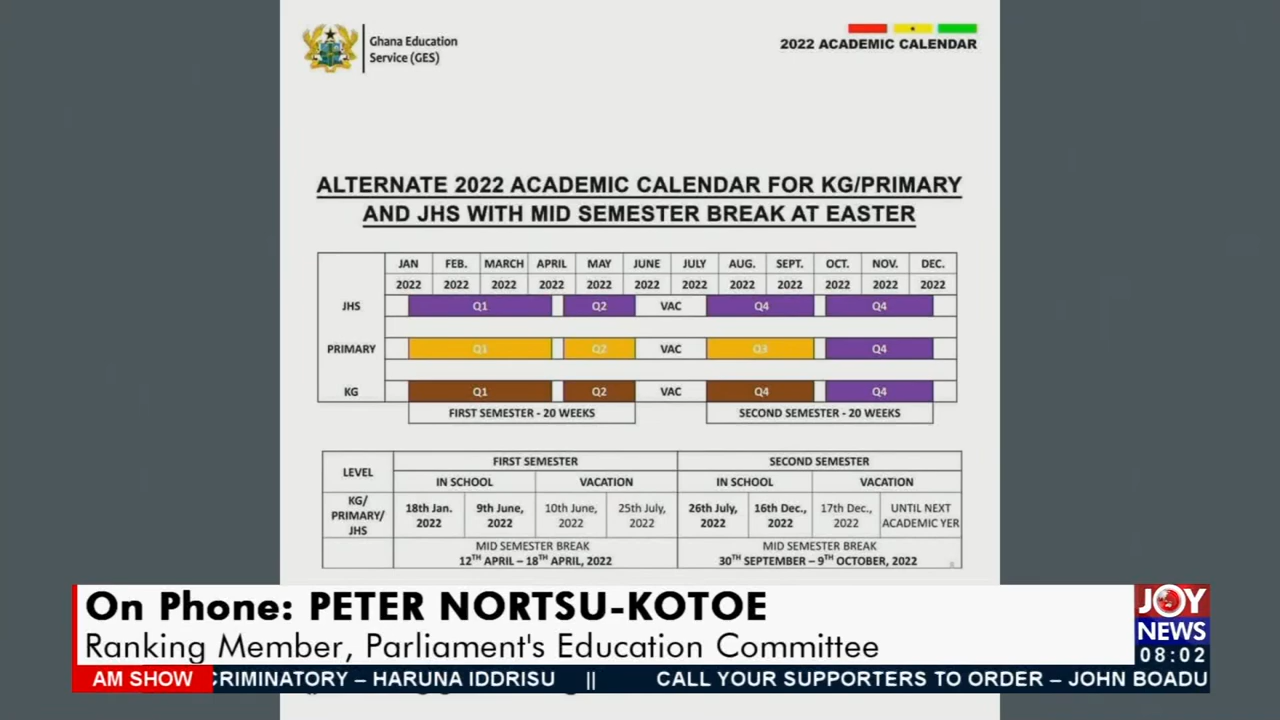 Ghana Education
Service (GES)
2022 ACADEMIC CALENDAR
ALTERNATE 2022 ACADEMIC CALENDAR FOR KG/PRIMARY
AND JHS WITH MID SEMESTER BREAK AT EASTER
JAN FEB. MARCH APRIL MAY JUNE JULY AUG. SEPT. OCT. NOV. DEC.
2022 2022 2022 2022 2022 2022 2022 2022 2022 2022 2022 2022
JHS Q1 Q2 VAC Q4 Q4
PRIMARY Q1 Q2 VAC Q3 Q4
KG Q1 Q2 VAC Q4 Q4
FIRST SEMESTER - 20 WEEKS SECOND SEMESTER - 20 WEEKS
LEVEL
FIRST SEMESTER SECOND SEMESTER
IN SCHOOL VACATION IN SCHOOL VACATION
KG/
PRIMARY/
JHS
18th Jan. 9th June, 10th June, 25th July, 26th July, 16th Dec., 17th Dec., UNTIL NEXT
2022 2022 2022 2022 2022 2022 2022 ACADEMIC YER
MID SEMESTER BREAK MID SEMESTER BREAK
12TH APRIL – 18TH APRIL, 2022 30TH SEPTEMBER – 9TH OCTOBER, 2022
On Phone: PETER NORTSU-KOTOE
Ranking Member, Parliament's Education Committee
JOY
NEWS
08:02
AM SHOW CRIMINATORY – HARUNA IDDRISU || CALL YOUR SUPPORTERS TO ORDER – JOHN BOADU